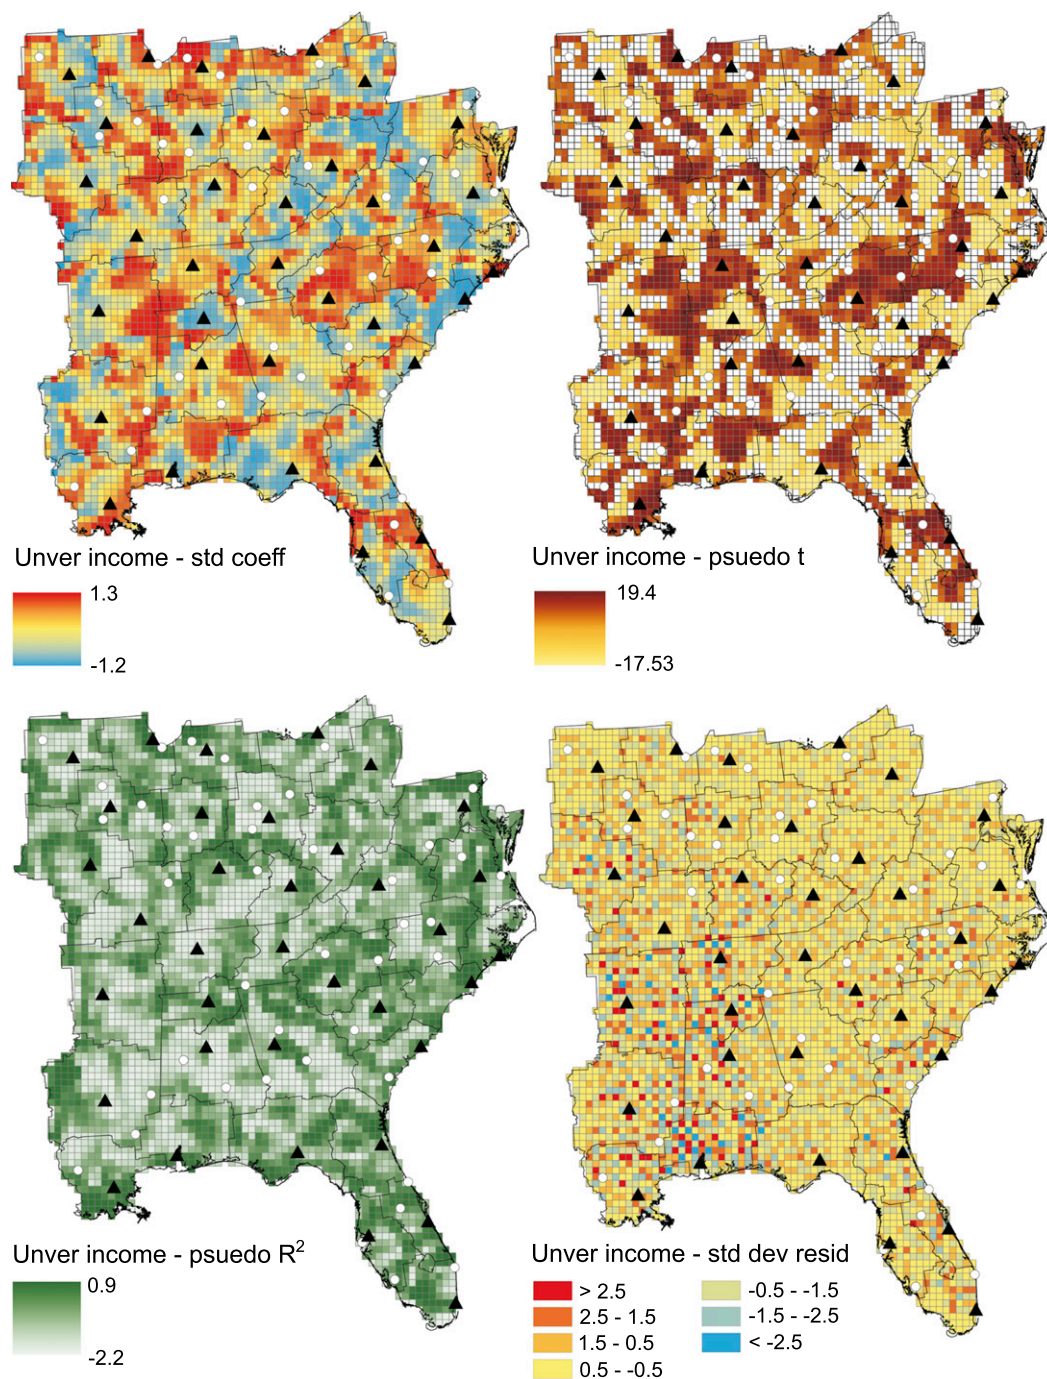 Unver income - std coeff
1.3
-1.2
Unver income - psuedo t
19.4
-17.53
Unver income - psuedo R²
0.9
-2.2
Unver income - std dev resid
> 2.5
2.5 - 1.5
1.5 - 0.5
0.5 - -0.5
-0.5 - -1.5
-1.5 - -2.5
< -2.5